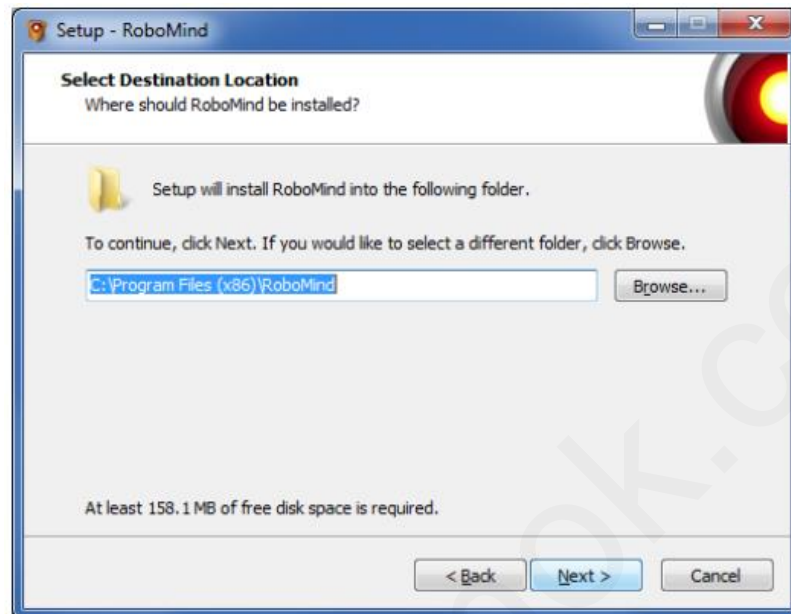 Setup - RoboMind
Select Destination Location
Where should RoboMind be installed?
Setup will install RoboMind into the following folder.
To continue, click Next. If you would like to select a different folder, click Browse.
C:\Program Files (x86)\RoboMind
Browse...
At least 158.1 MB of free disk space is required.
< Back
Next >
Cancel